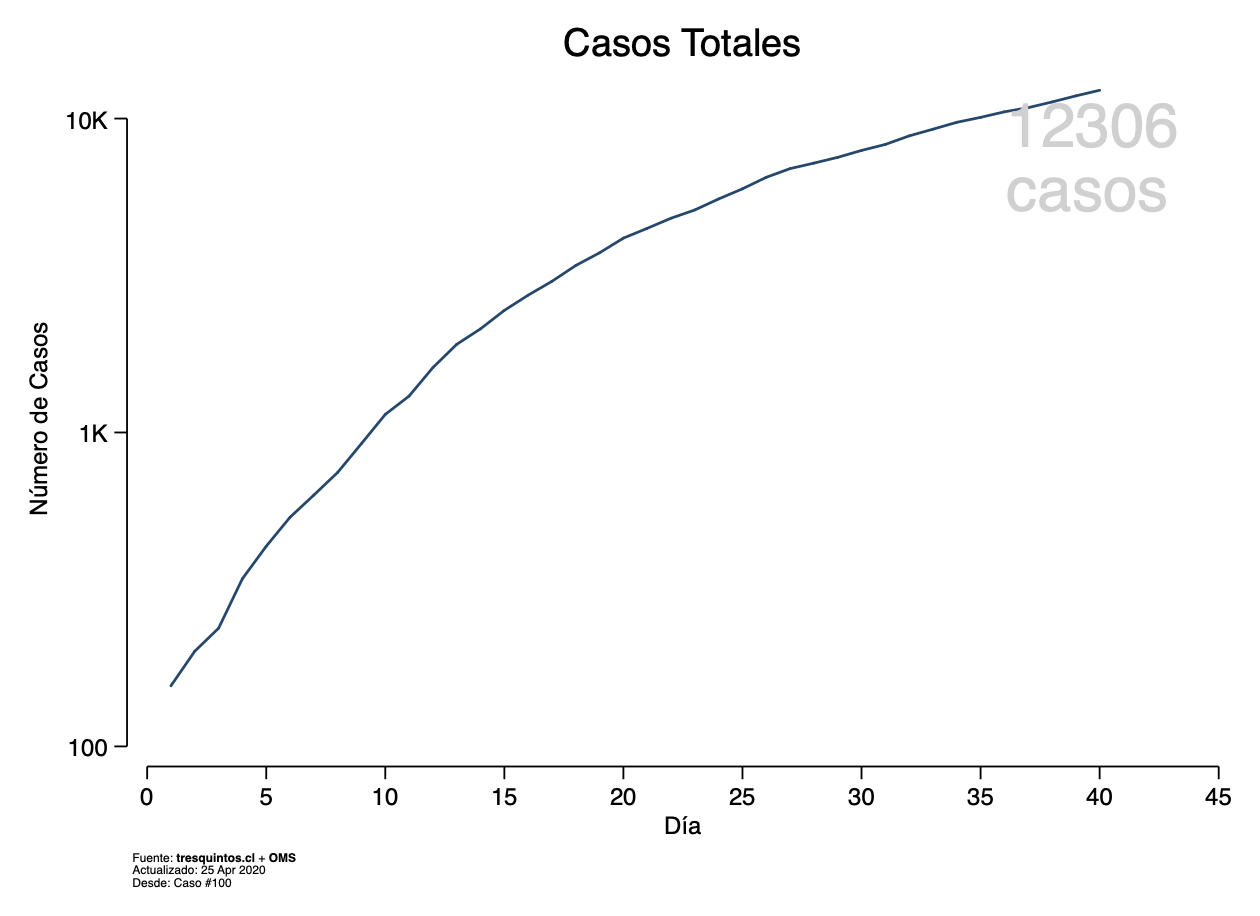 Casos Totales
10K
12306
casos
1K
Número de Casos
100
0 5 10 15 20 25 30 35 40 45
Día
Fuente: tresquintos.cl + OMS
Actualizado: 25 Apr 2020
Desde: Caso #100